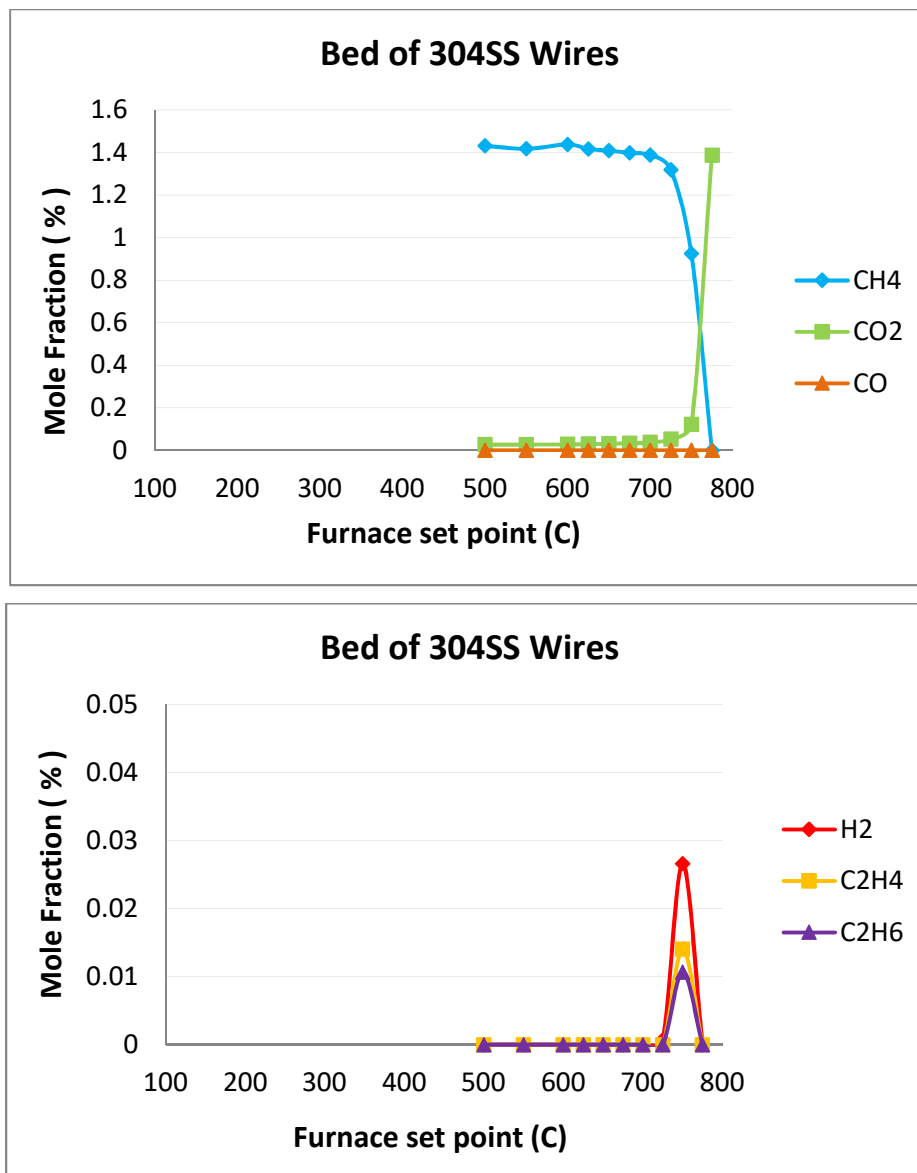 Bed of 304SS Wires
Mole Fraction ( % )
1.6
1.4
1.2
1
0.8
0.6
0.4
0.2
0
100 200 300 400 500 600 700 800
Furnace set point (C)
CH4
CO2
CO
Bed of 304SS Wires
Mole Fraction ( % )
0.05
0.04
0.03
0.02
0.01
0
100 200 300 400 500 600 700 800
Furnace set point (C)
H2
C2H4
C2H6